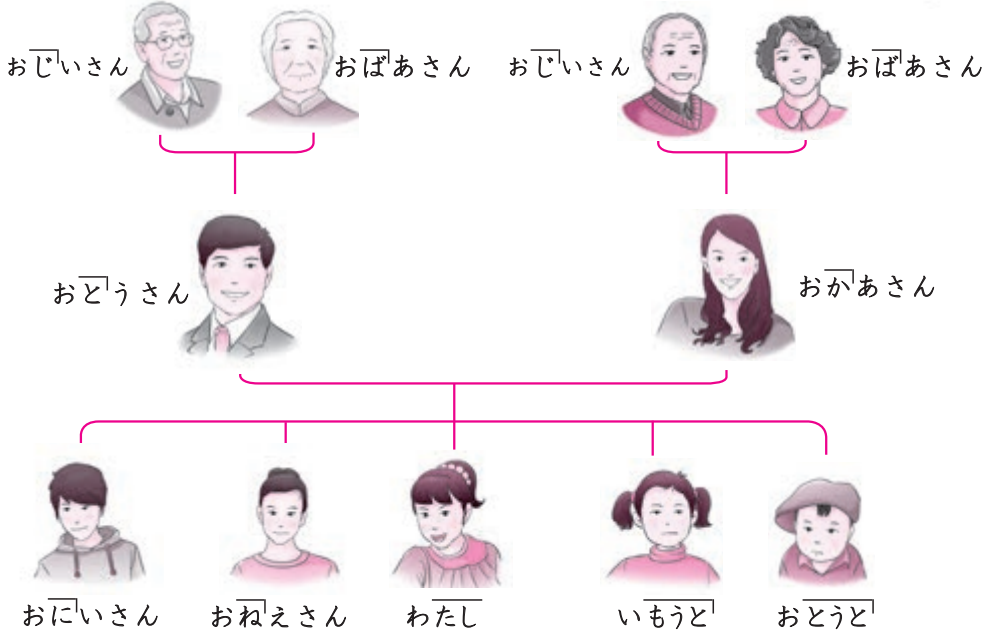 おじいさん
おばあさん
おじいさん
おばあさん
おとうさん
おかあさん
おにいさん
おねえさん
わたし
いもうと
おとうと